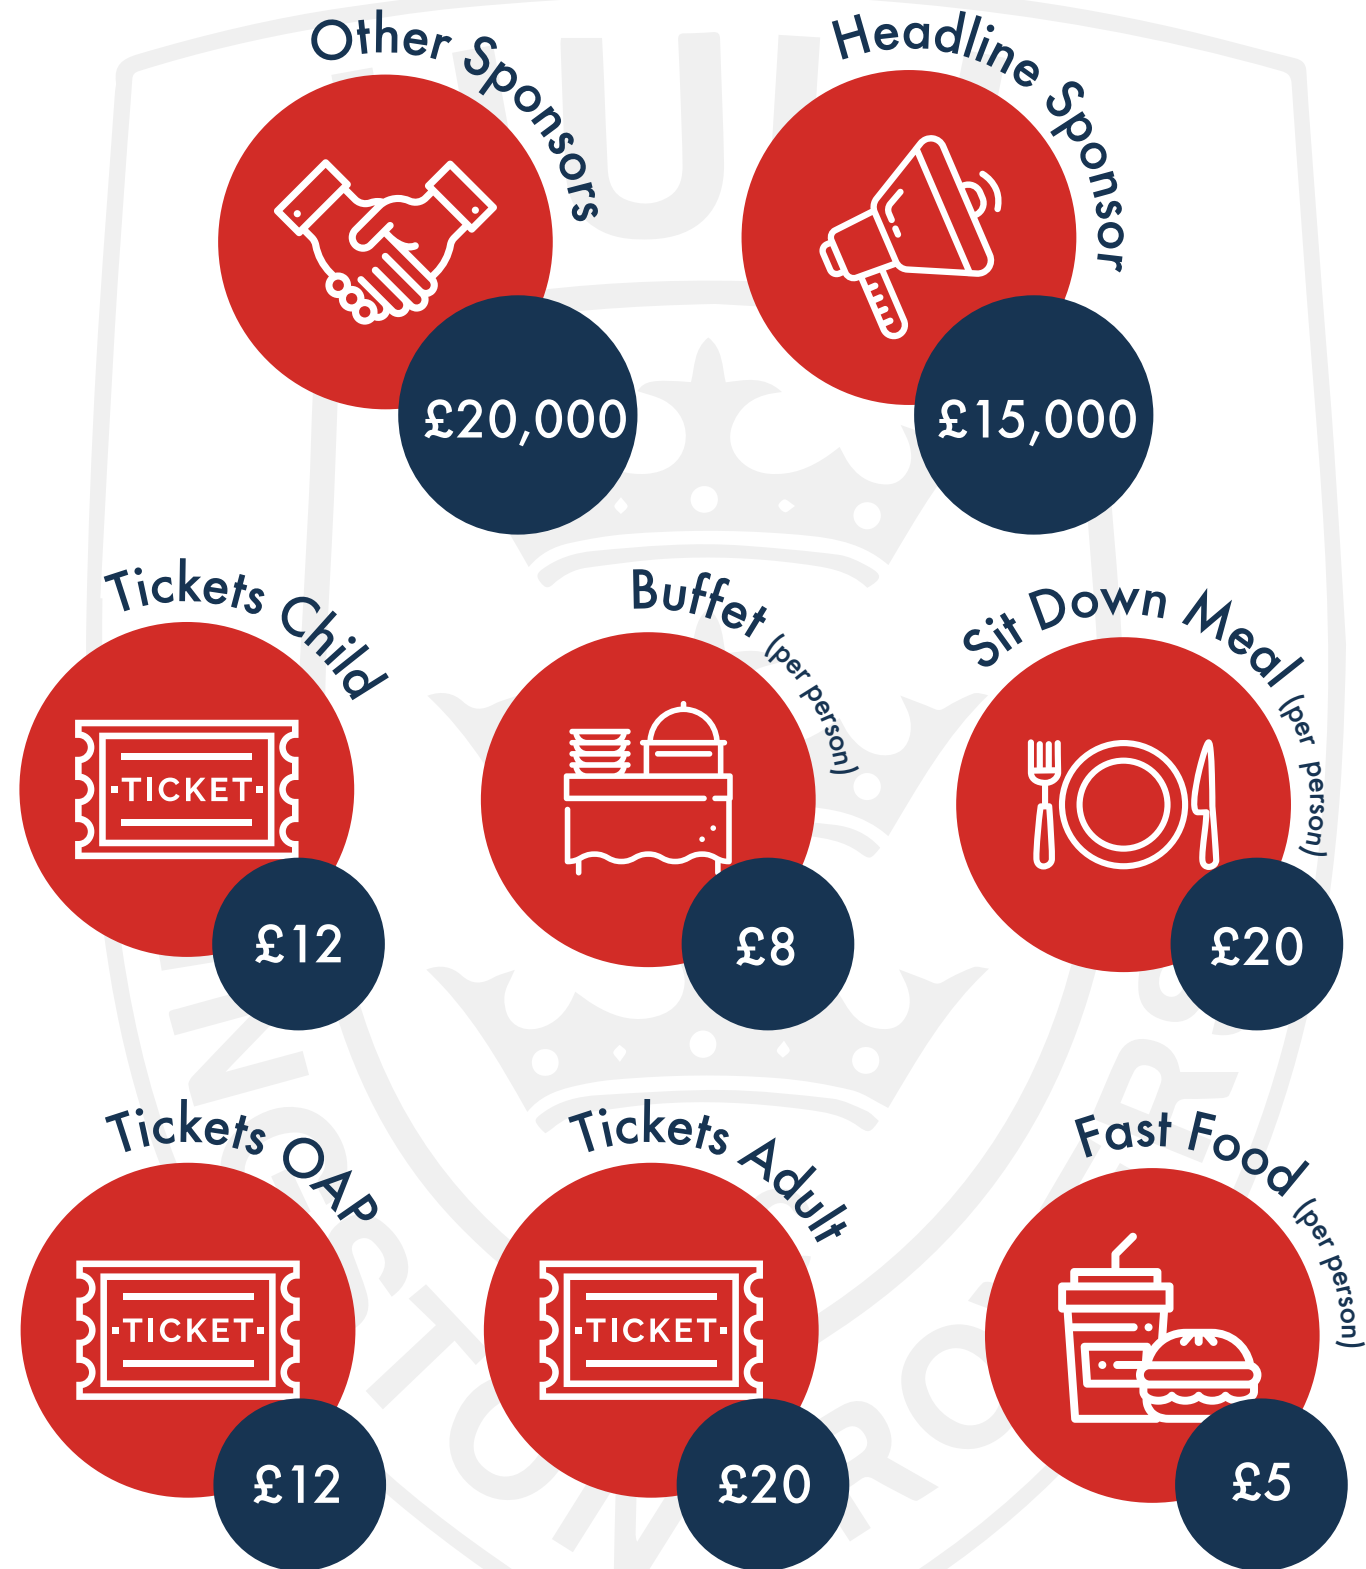 Other Sponsors
£20,000
Headline Sponsor
£15,000
Tickets Child
TICKET
£12
Buffet (per person)
£8
Sit Down Meal (per person)
£20
Tickets OAP
TICKET
£12
Tickets Adult
TICKET
£20
Fast Food (per person)
£5